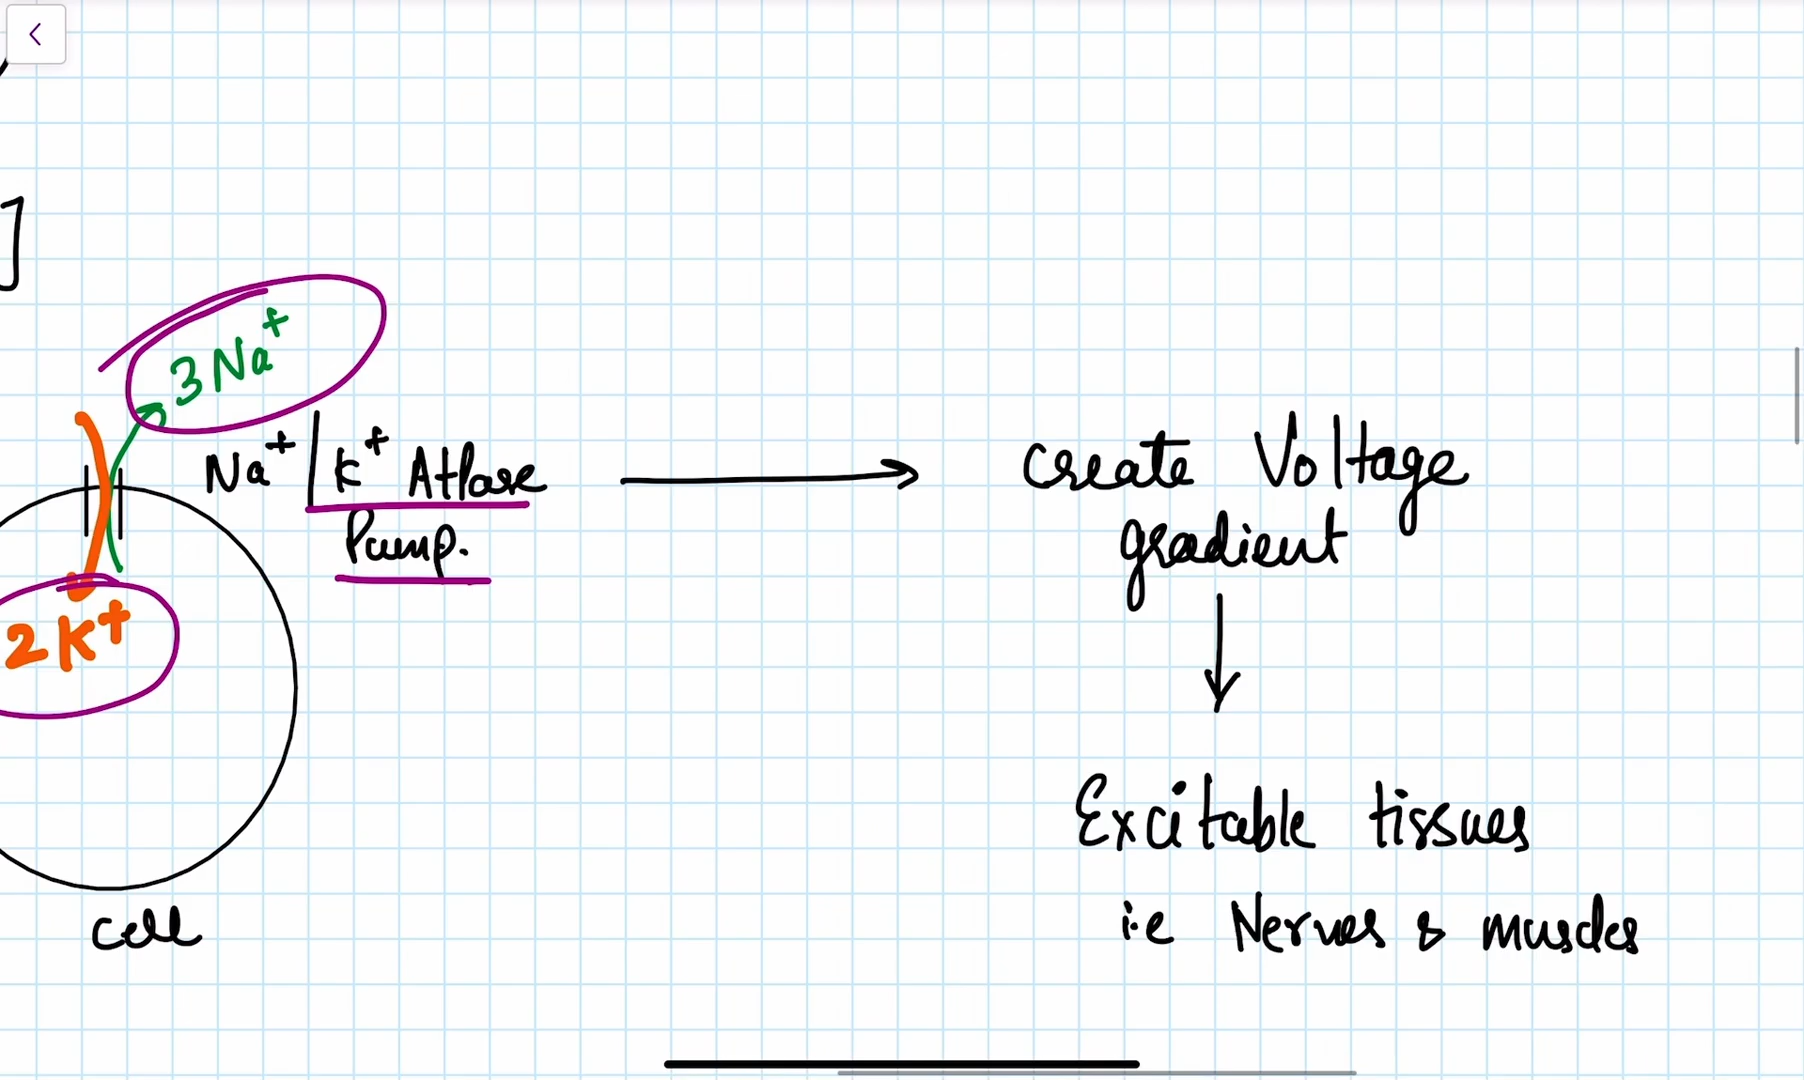 ]
3Na+
Na+ | K+ Atpase
Pump.
2K+
cell
create Voltage
gradient
Excitable tissues
i.e Nerves & muscles